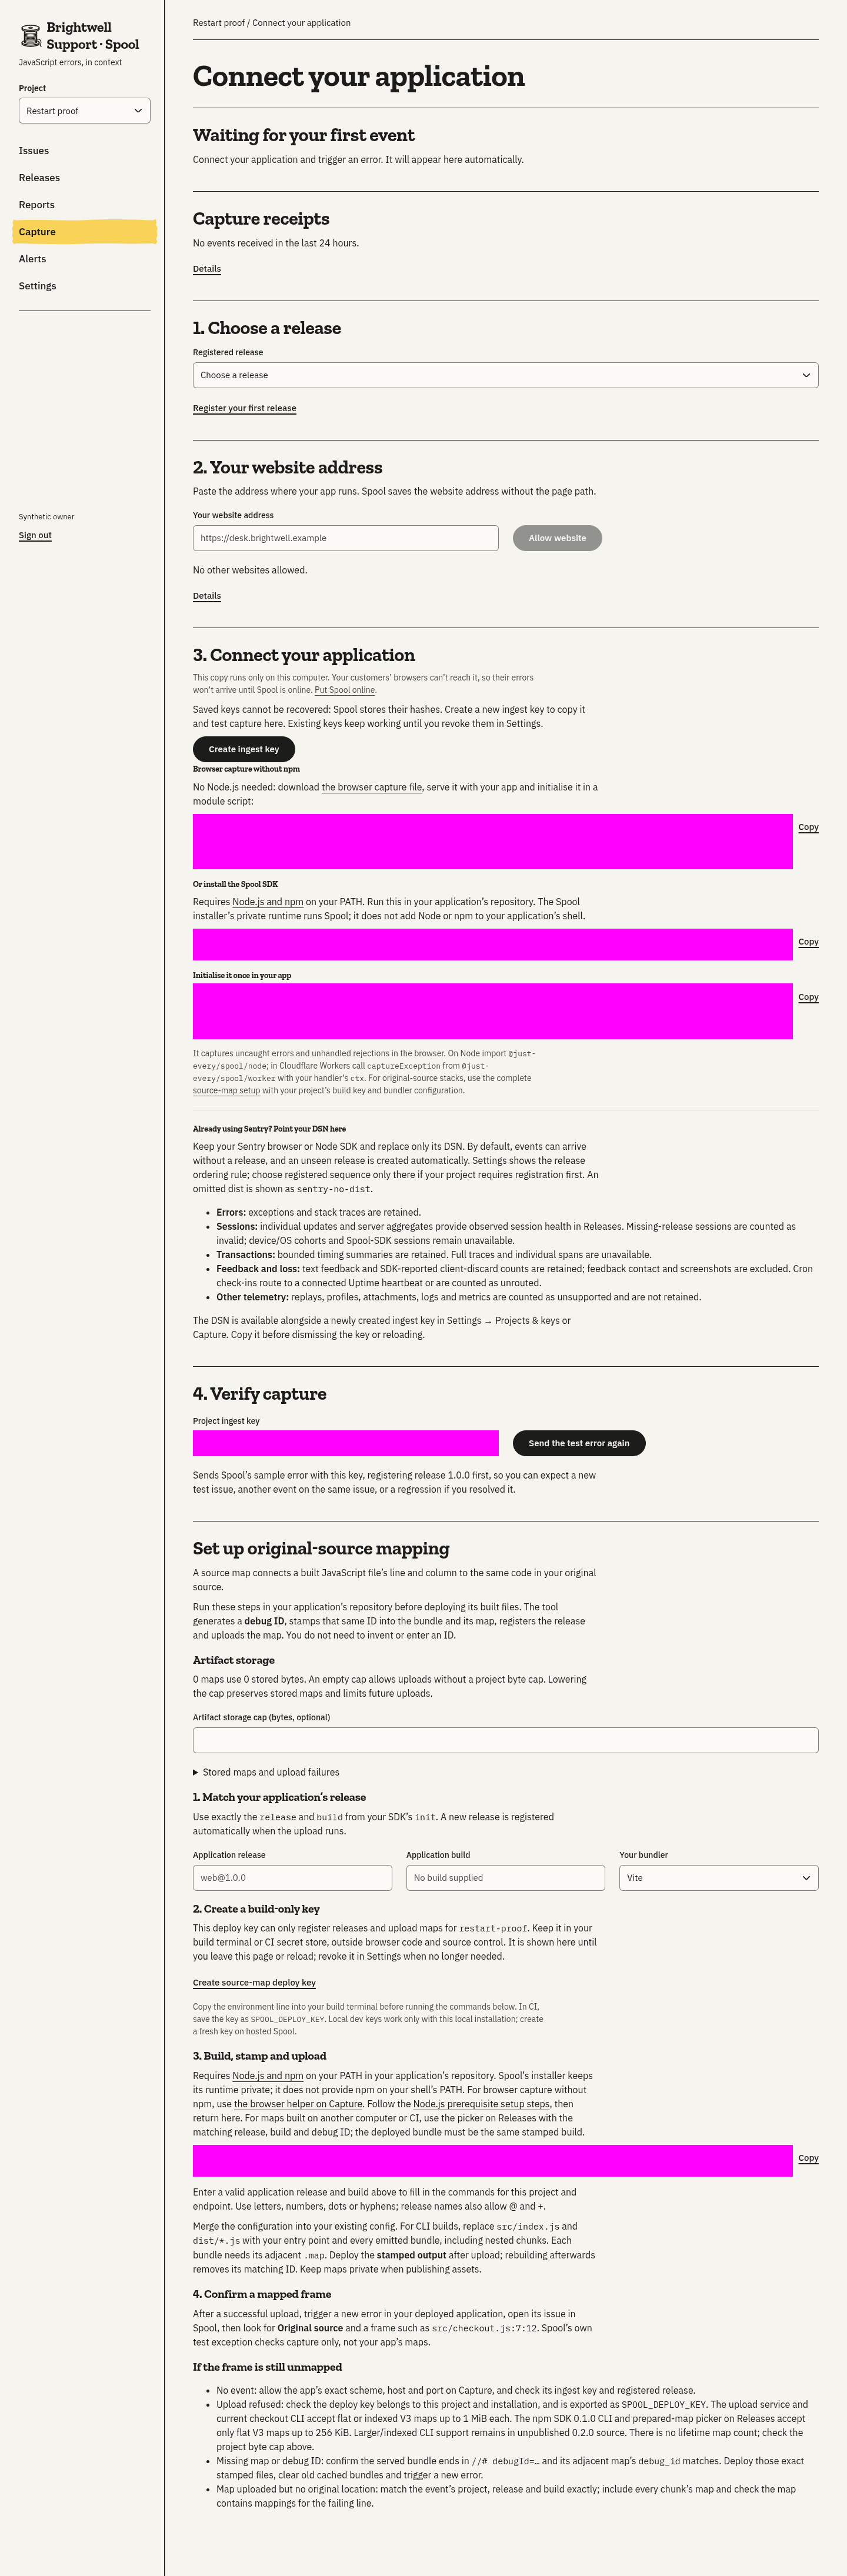 Brightwell
Support · Spool
JavaScript errors, in context
Project
Restart proof
Issues
Releases
Reports
Capture
Alerts
Settings
Synthetic owner
Sign out
Restart proof / Connect your application
Connect your application
Waiting for your first event
Connect your application and trigger an error. It will appear here automatically.
Capture receipts
No events received in the last 24 hours.
Details
1. Choose a release
Registered release
Choose a release
Register your first release
2. Your website address
Paste the address where your app runs. Spool saves the website address without the page path.
Your website address
https://desk.brightwell.example
Allow website
No other websites allowed.
Details
3. Connect your application
This copy runs only on this computer. Your customers’ browsers can’t reach it, so their errors
won’t arrive until Spool is online. Put Spool online.
Saved keys cannot be recovered: Spool stores their hashes. Create a new ingest key to copy it
and test capture here. Existing keys keep working until you revoke them in Settings.
Create ingest key
Browser capture without npm
No Node.js needed: download the browser capture file, serve it with your app and initialise it in a
module script:
Copy
Or install the Spool SDK
Requires Node.js and npm on your PATH. Run this in your application’s repository. The Spool
installer’s private runtime runs Spool; it does not add Node or npm to your application’s shell.
Copy
Initialise it once in your app
Copy
It captures uncaught errors and unhandled rejections in the browser. On Node import @just-
every/spool/node; in Cloudflare Workers call captureException from @just-
every/spool/worker with your handler’s ctx. For original-source stacks, use the complete
source-map setup with your project’s build key and bundler configuration.
Already using Sentry? Point your DSN here
Keep your Sentry browser or Node SDK and replace only its DSN. By default, events can arrive
without a release, and an unseen release is created automatically. Settings shows the release
ordering rule; choose registered sequence only there if your project requires registration first. An
omitted dist is shown as sentry-no-dist.
• Errors: exceptions and stack traces are retained.
• Sessions: individual updates and server aggregates provide observed session health in Releases. Missing-release sessions are counted as
invalid; device/OS cohorts and Spool-SDK sessions remain unavailable.
• Transactions: bounded timing summaries are retained. Full traces and individual spans are unavailable.
• Feedback and loss: text feedback and SDK-reported client-discard counts are retained; feedback contact and screenshots are excluded. Cron
check-ins route to a connected Uptime heartbeat or are counted as unrouted.
• Other telemetry: replays, profiles, attachments, logs and metrics are counted as unsupported and are not retained.
The DSN is available alongside a newly created ingest key in Settings → Projects & keys or
Capture. Copy it before dismissing the key or reloading.
4. Verify capture
Project ingest key
Send the test error again
Sends Spool’s sample error with this key, registering release 1.0.0 first, so you can expect a new
test issue, another event on the same issue, or a regression if you resolved it.
Set up original-source mapping
A source map connects a built JavaScript file’s line and column to the same code in your original
source.
Run these steps in your application’s repository before deploying its built files. The tool
generates a debug ID, stamps that same ID into the bundle and its map, registers the release
and uploads the map. You do not need to invent or enter an ID.
Artifact storage
0 maps use 0 stored bytes. An empty cap allows uploads without a project byte cap. Lowering
the cap preserves stored maps and limits future uploads.
Artifact storage cap (bytes, optional)
Stored maps and upload failures
1. Match your application’s release
Use exactly the release and build from your SDK’s init. A new release is registered
automatically when the upload runs.
Application release
Application build
Your bundler
web@1.0.0
No build supplied
Vite
2. Create a build-only key
This deploy key can only register releases and upload maps for restart-proof. Keep it in your
build terminal or CI secret store, outside browser code and source control. It is shown here until
you leave this page or reload; revoke it in Settings when no longer needed.
Create source-map deploy key
Copy the environment line into your build terminal before running the commands below. In CI,
save the key as SPOOL_DEPLOY_KEY. Local dev keys work only with this local installation; create
a fresh key on hosted Spool.
3. Build, stamp and upload
Requires Node.js and npm on your PATH in your application’s repository. Spool’s installer keeps
its runtime private; it does not provide npm on your shell’s PATH. For browser capture without
npm, use the browser helper on Capture. Follow the Node.js prerequisite setup steps, then
return here. For maps built on another computer or CI, use the picker on Releases with the
matching release, build and debug ID; the deployed bundle must be the same stamped build.
Copy
Enter a valid application release and build above to fill in the commands for this project and
endpoint. Use letters, numbers, dots or hyphens; release names also allow @ and +.
Merge the configuration into your existing config. For CLI builds, replace src/index.js and
dist/*.js with your entry point and every emitted bundle, including nested chunks. Each
bundle needs its adjacent .map. Deploy the stamped output after upload; rebuilding afterwards
removes its matching ID. Keep maps private when publishing assets.
4. Confirm a mapped frame
After a successful upload, trigger a new error in your deployed application, open its issue in
Spool, then look for Original source and a frame such as src/checkout.js:7:12. Spool’s own
test exception checks capture only, not your app’s maps.
If the frame is still unmapped
• No event: allow the app’s exact scheme, host and port on Capture, and check its ingest key and registered release.
• Upload refused: check the deploy key belongs to this project and installation, and is exported as SPOOL_DEPLOY_KEY. The upload service and
current checkout CLI accept flat or indexed V3 maps up to 1 MiB each. The npm SDK 0.1.0 CLI and prepared-map picker on Releases accept
only flat V3 maps up to 256 KiB. Larger/indexed CLI support remains in unpublished 0.2.0 source. There is no lifetime map count; check the
project byte cap above.
• Missing map or debug ID: confirm the served bundle ends in //# debugId=… and its adjacent map’s debug_id matches. Deploy those exact
stamped files, clear old cached bundles and trigger a new error.
• Map uploaded but no original location: match the event’s project, release and build exactly; include every chunk’s map and check the map
contains mappings for the failing line.